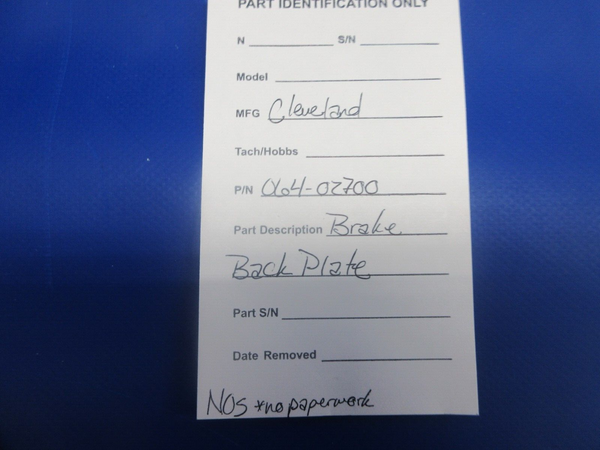 PART IDENTIFICATION ONLY
N S/N
Model
MFG Cleveland
Tach/Hobbs
P/N 064-02700
Part Description Brake
Back Plate
Part S/N
Date Removed
NOS *no paperwork